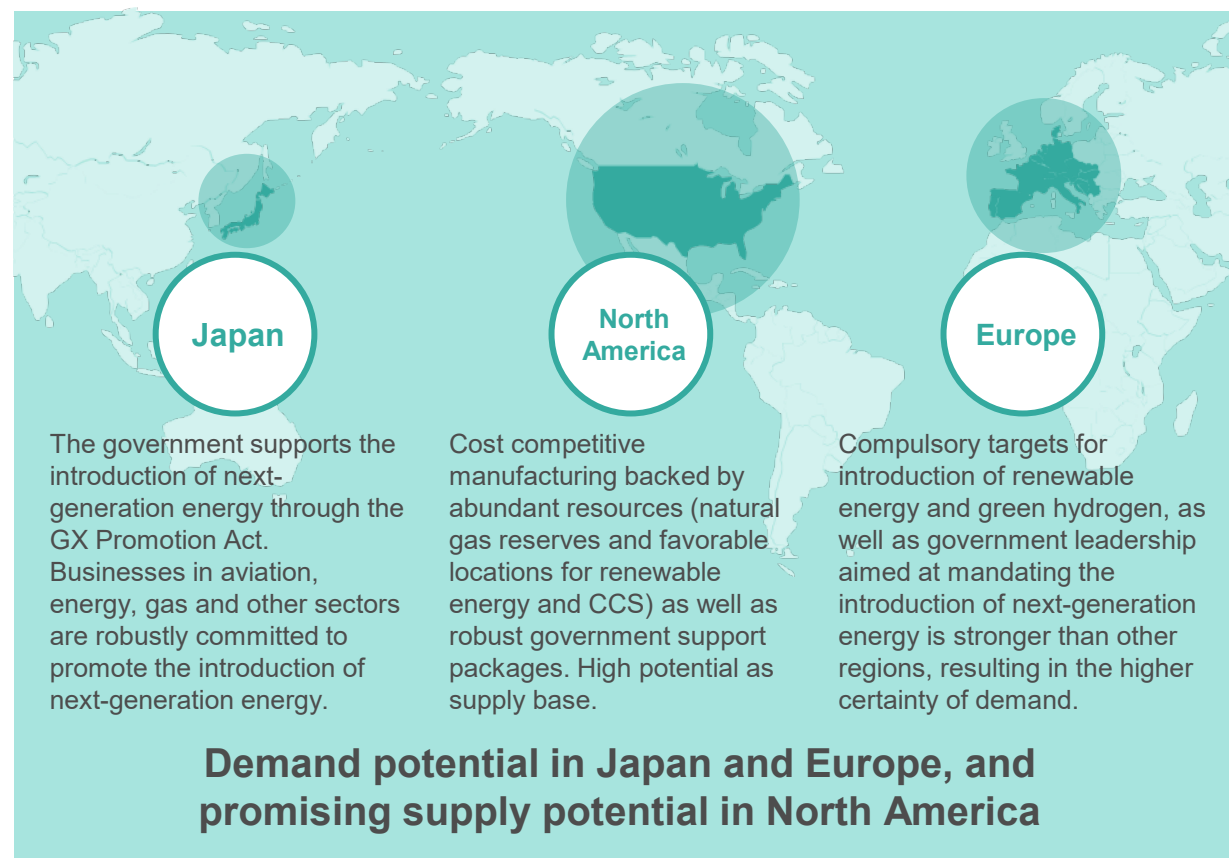 Japan
North
America
Europe
The government supports the
introduction of next-
generation energy through the
GX Promotion Act.
Businesses in aviation,
energy, gas and other sectors
are robustly committed to
promote the introduction of
next-generation energy.
Cost competitive
manufacturing backed by
abundant resources (natural
gas reserves and favorable
locations for renewable
energy and CCS) as well as
robust government support
packages. High potential as
supply base.
Compulsory targets for
introduction of renewable
energy and green hydrogen, as
well as government leadership
aimed at mandating the
introduction of next-generation
energy is stronger than other
regions, resulting in the higher
certainty of demand.
Demand potential in Japan and Europe, and
promising supply potential in North America